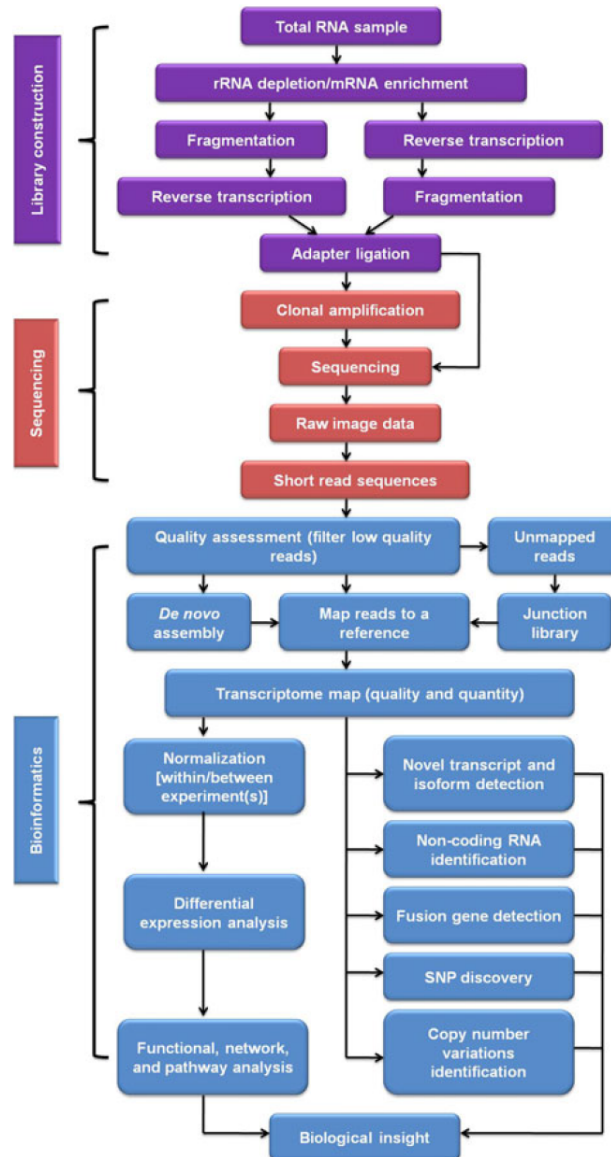 Library construction
Total RNA sample
rRNA depletion/mRNA enrichment
Fragmentation
Reverse transcription
Reverse transcription
Fragmentation
Adapter ligation
Sequencing
Clonal amplification
Sequencing
Raw image data
Short read sequences
Bioinformatics
Quality assessment (filter low quality
reads)
Unmapped
reads
De novo
assembly
Map reads to a
reference
Junction
library
Transcriptome map (quality and quantity)
Normalization
[within/between
experiment(s)]
Novel transcript and
isoform detection
Non-coding RNA
identification
Differential
expression analysis
Fusion gene detection
SNP discovery
Functional, network,
and pathway analysis
Copy number
variations
identification
Biological insight